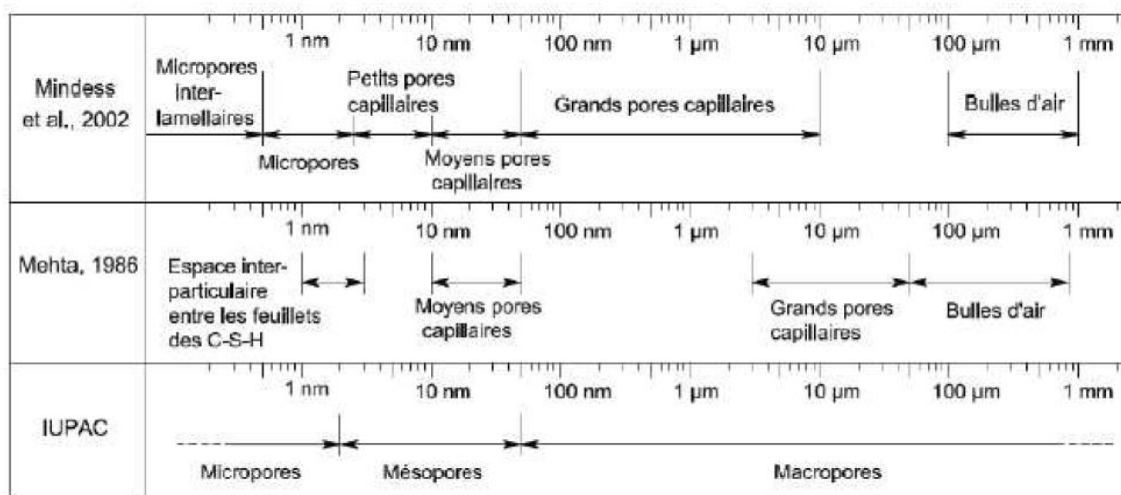 1 nm 10 nm 100 nm 1 µm 10 µm 100 µm 1 mm
Mindess
et al., 2002
Micropores
inter-
lamellaires
Petits pores
capillaires
Grands pores capillaires
Bulles d'air
Micropores
Moyens pores
capillaires
1 nm 10 nm 100 nm 1 µm 10 µm 100 µm 1 mm
Mehta, 1986
Espace inter-
particulaire
entre les feuillets
des C-S-H
Moyens pores
capillaires
Grands pores
capillaires
Bulles d'air
1 nm 10 nm 100 nm 1 µm 10 µm 100 µm 1 mm
IUPAC
Micropores
Mésopores
Macropores